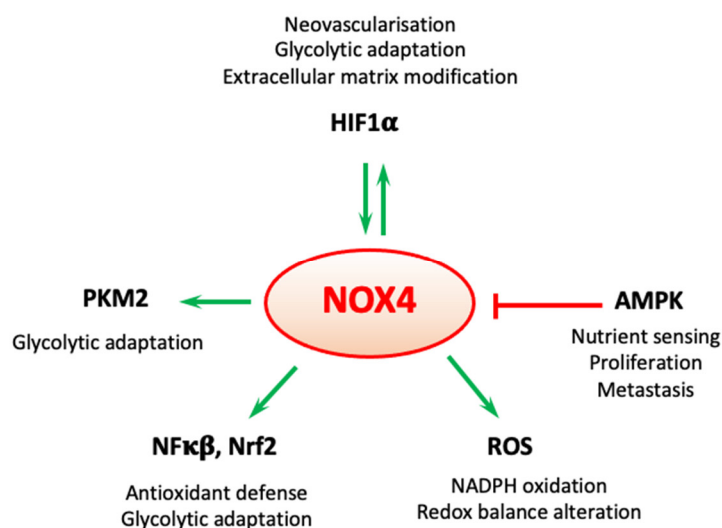 Neovascularisation
Glycolytic adaptation
Extracellular matrix modification
HIF1α
NOX4
PKM2
Glycolytic adaptation
AMPK
Nutrient sensing
Proliferation
Metastasis
NFκβ, Nrf2
Antioxidant defense
Glycolytic adaptation
ROS
NADPH oxidation
Redox balance alteration